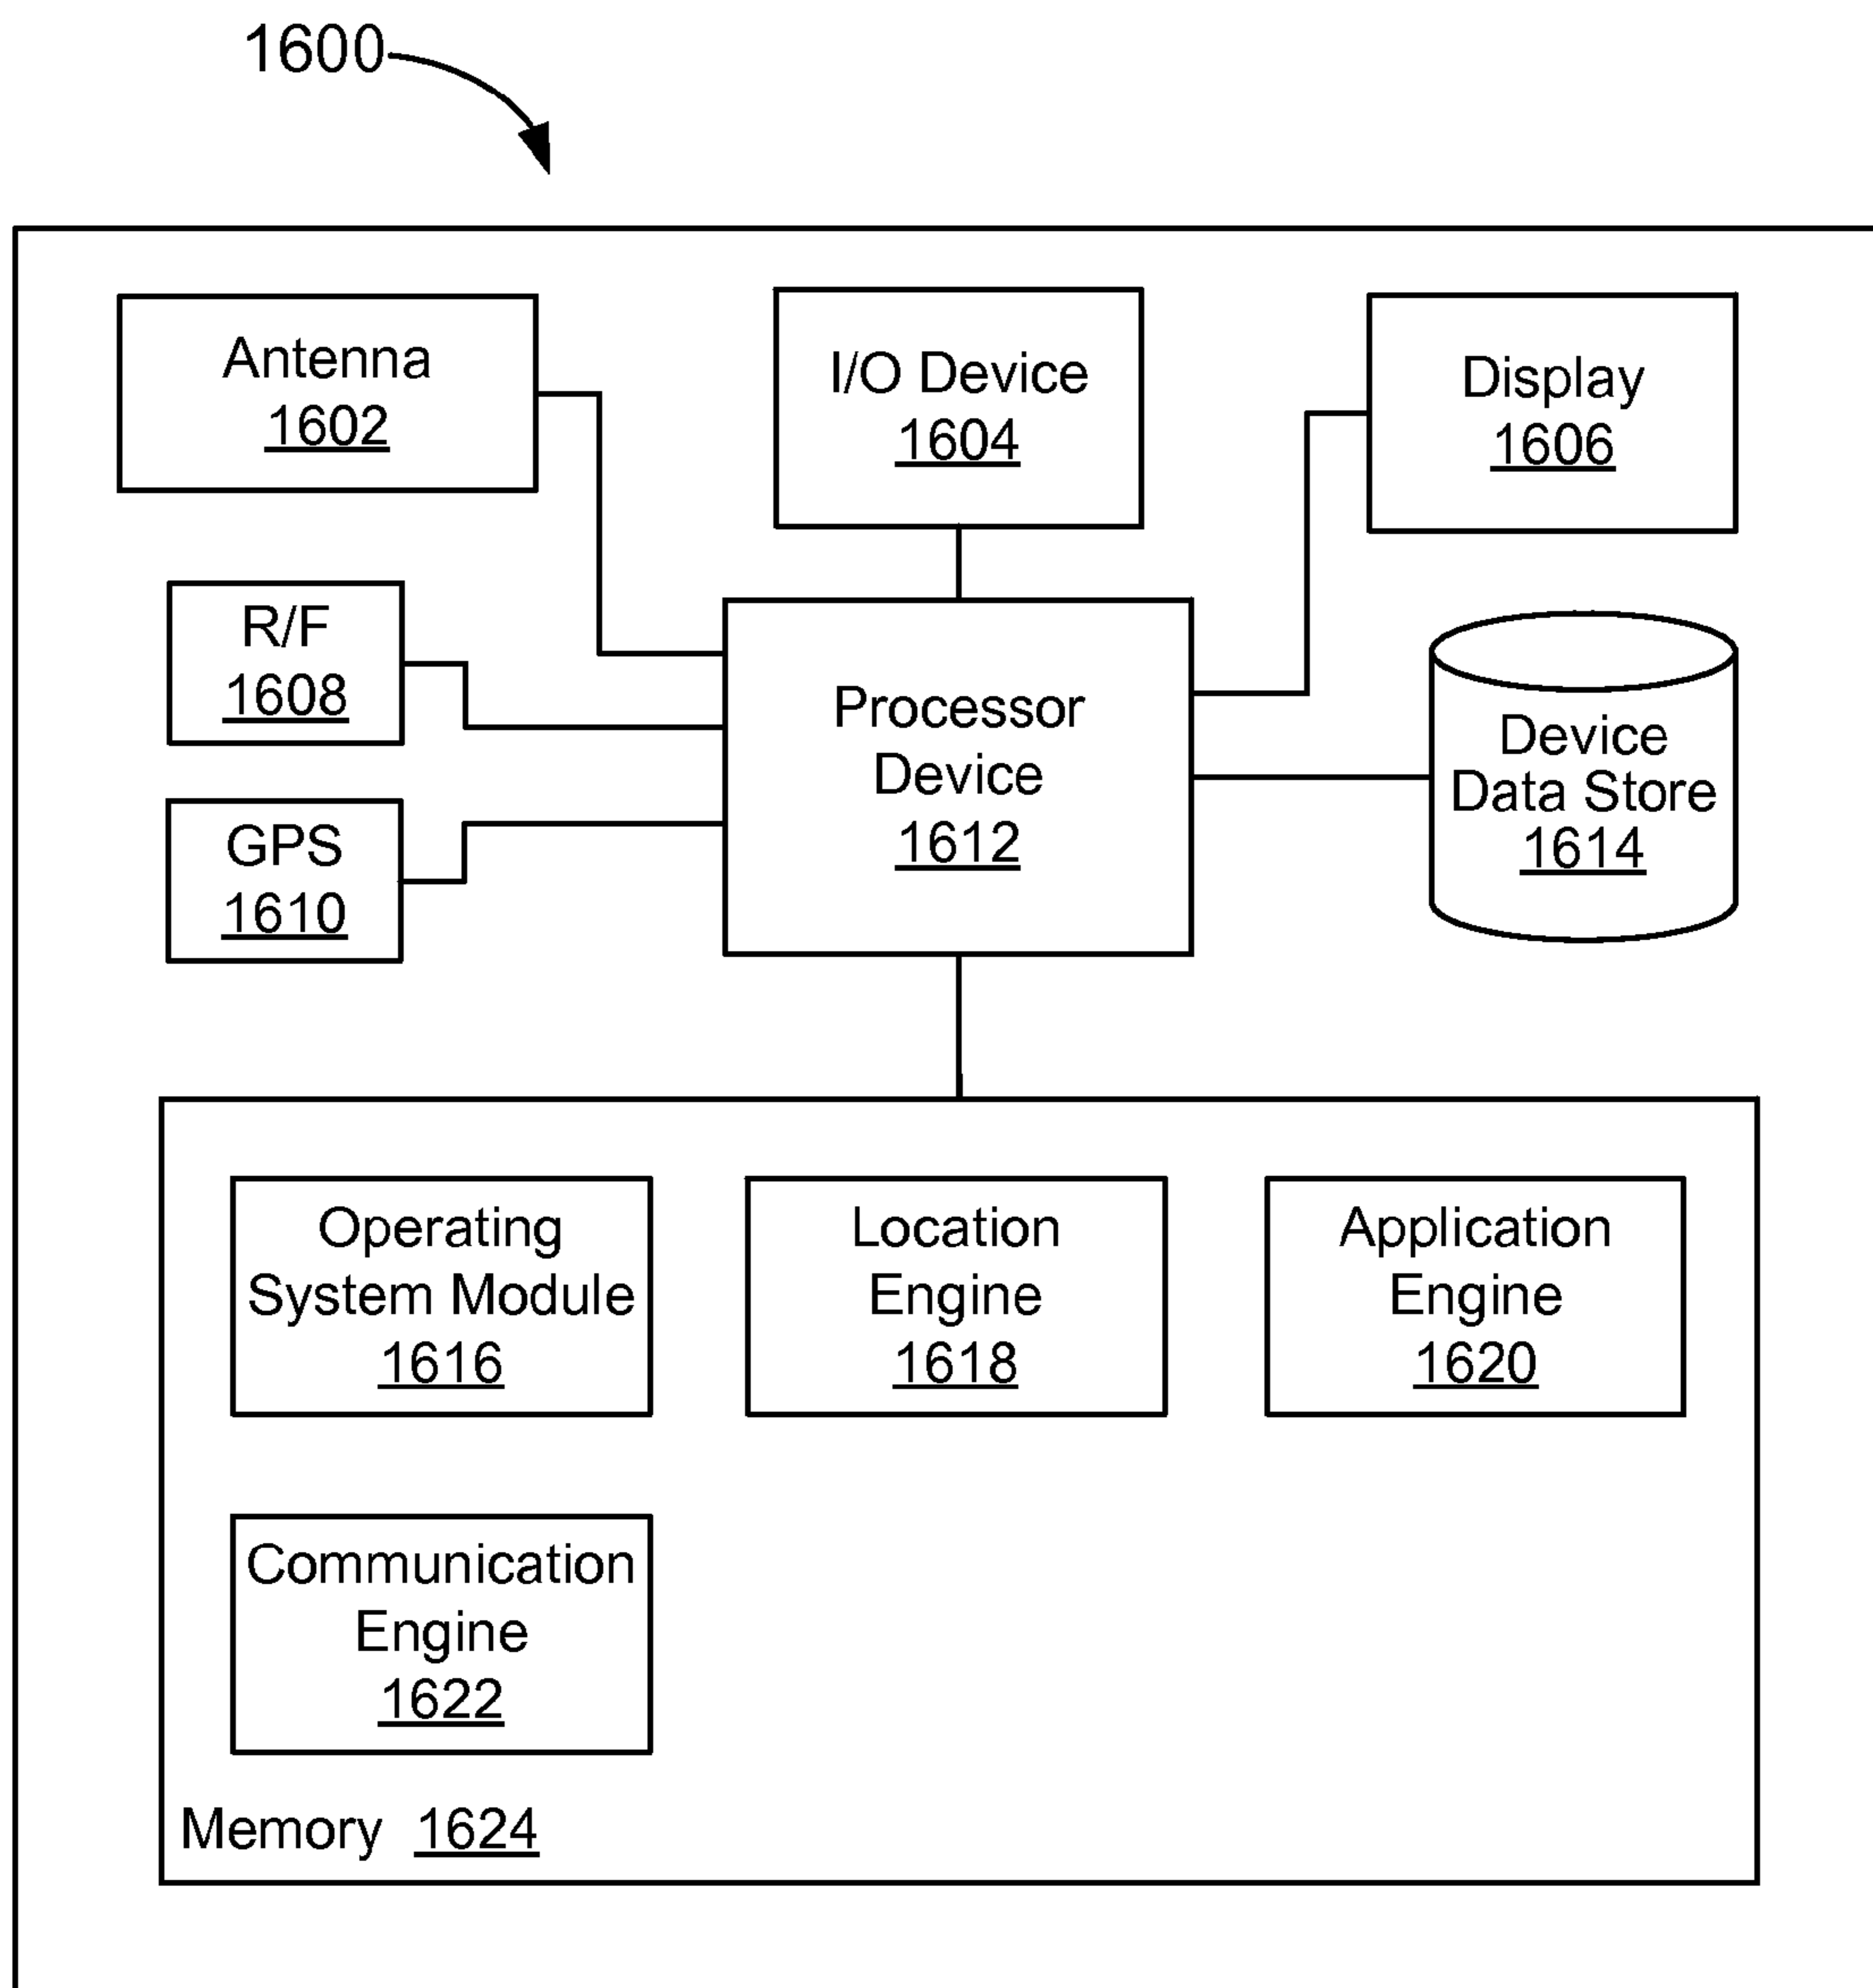 1600
Antenna
1602
I/O Device
1604
Display
1606
R/F
1608
GPS
1610
Processor
Device
1612
Device
Data Store
1614
Operating
System Module
1616
Location
Engine
1618
Application
Engine
1620
Communication
Engine
1622
Memory 1624